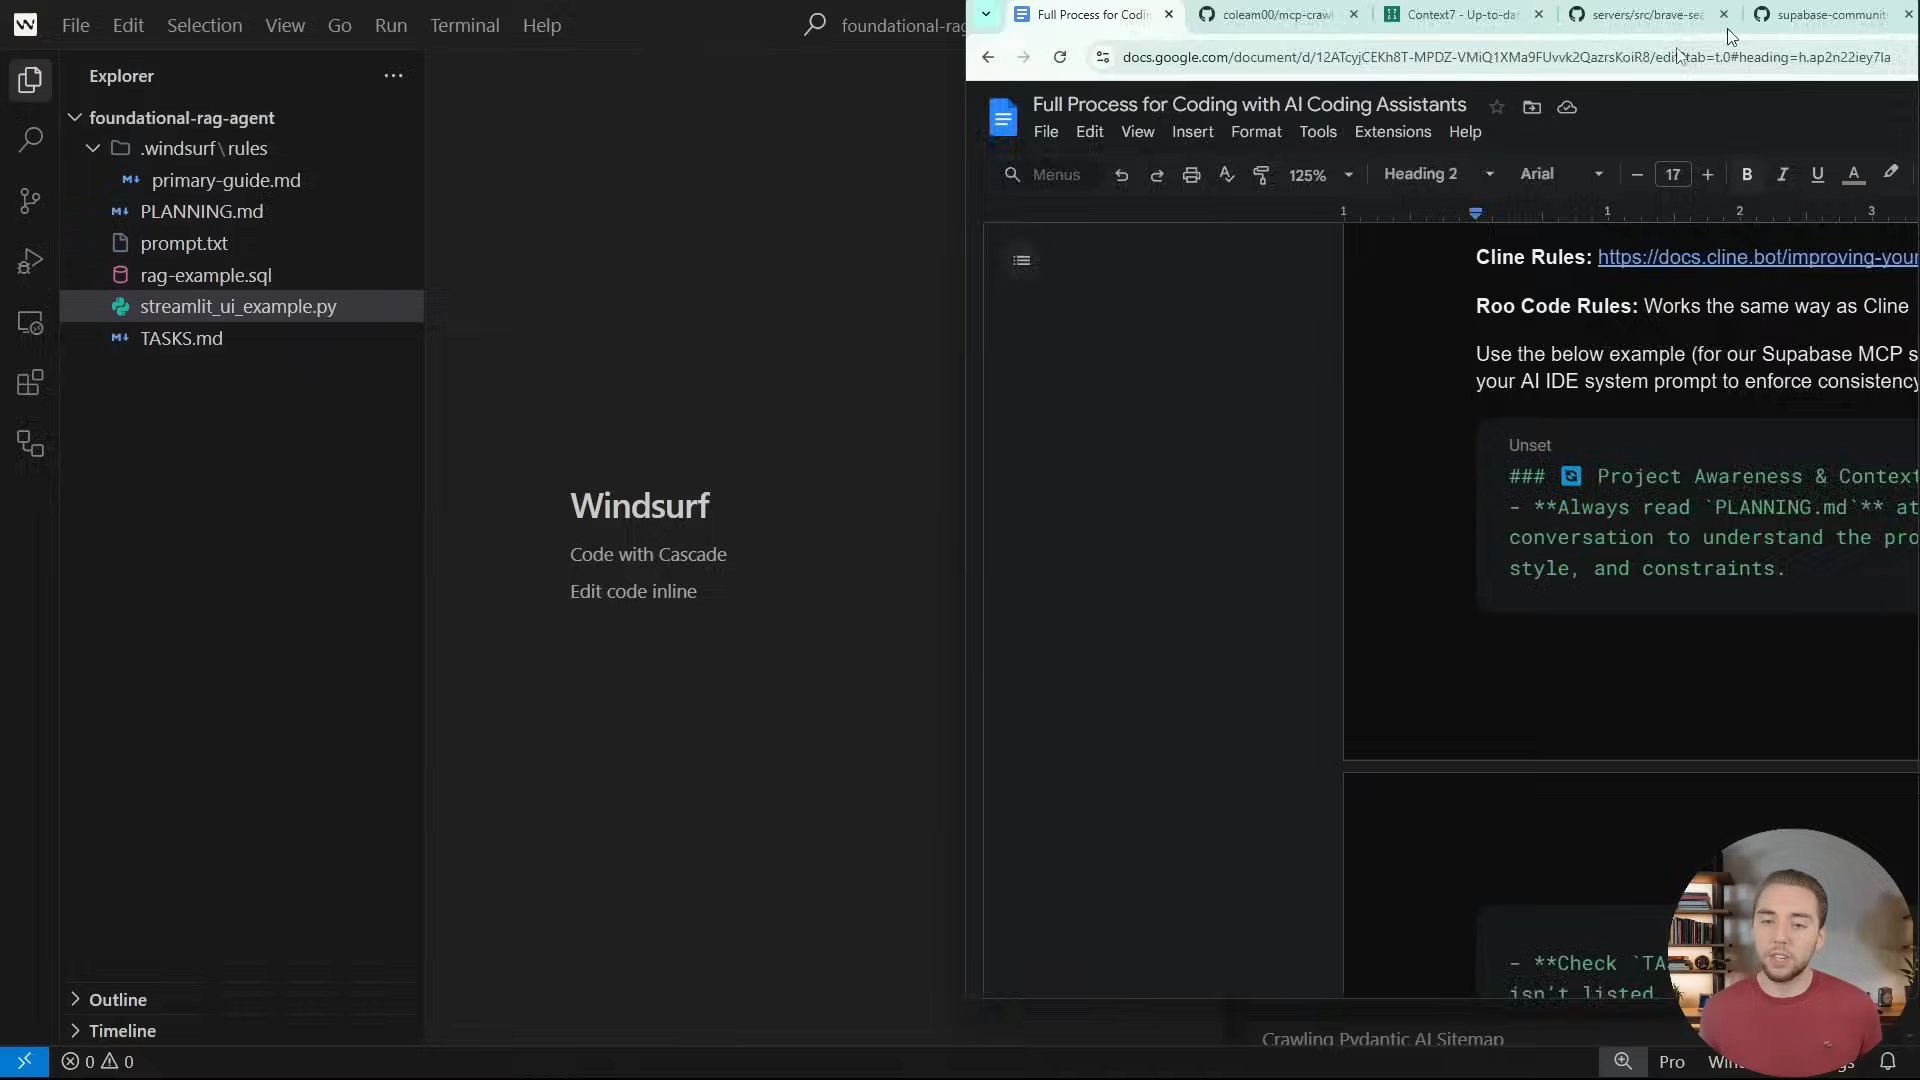 File Edit Selection View Go Run Terminal Help
foundational-rag
Explorer
foundational-rag-agent
.windsurf\rules
primary-guide.md
PLANNING.md
prompt.txt
rag-example.sql
streamlit_ui_example.py
TASKS.md
Outline
Timeline
0 0
Windsurf
Code with Cascade
Edit code inline
Full Process for Codin
coleam00/mcp-crawl
Context7 - Up-to-da
servers/src/brave-sea
supabase-communit
docs.google.com/document/d/12ATcyjCEKh8T-MPDZ-VMiQ1XMa9FUvvk2QazrsKoiR8/edit?tab=t.0#heading=h.ap2n22iey7la
Full Process for Coding with AI Coding Assistants
File Edit View Insert Format Tools Extensions Help
Menus 125% Heading 2 Arial 17 B I U A
1 1 2 3
Cline Rules: https://docs.cline.bot/improving-your
Roo Code Rules: Works the same way as Cline
Use the below example (for our Supabase MCP s
your AI IDE system prompt to enforce consistency
Unset
### 🔄 Project Awareness & Context
- **Always read `PLANNING.md`** at
conversation to understand the pro
style, and constraints.
- **Check `TA
isn't listed
Crawling Pydantic AI Sitemap
Pro